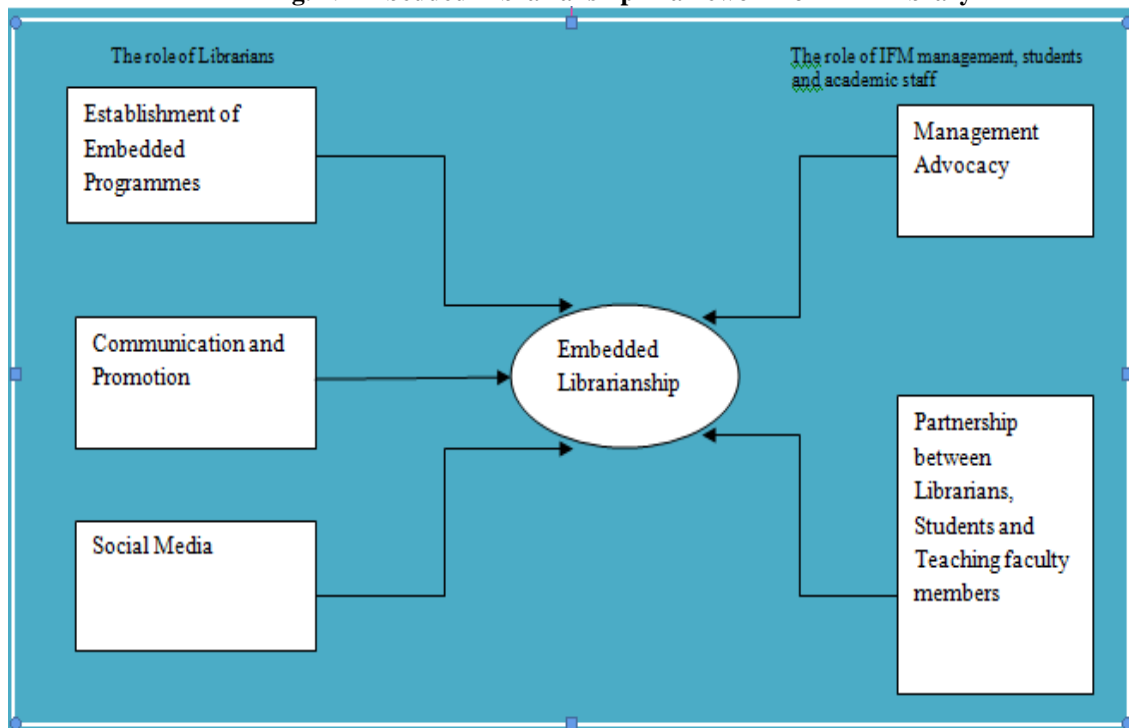 The role of Librarians
Establishment of
Embedded
Programmes
Communication and
Promotion
Social Media
Embedded
Librarianship
The role of IFM management, students
and academic staff
Management
Advocacy
Partnership
between
Librarians,
Students and
Teaching faculty
members